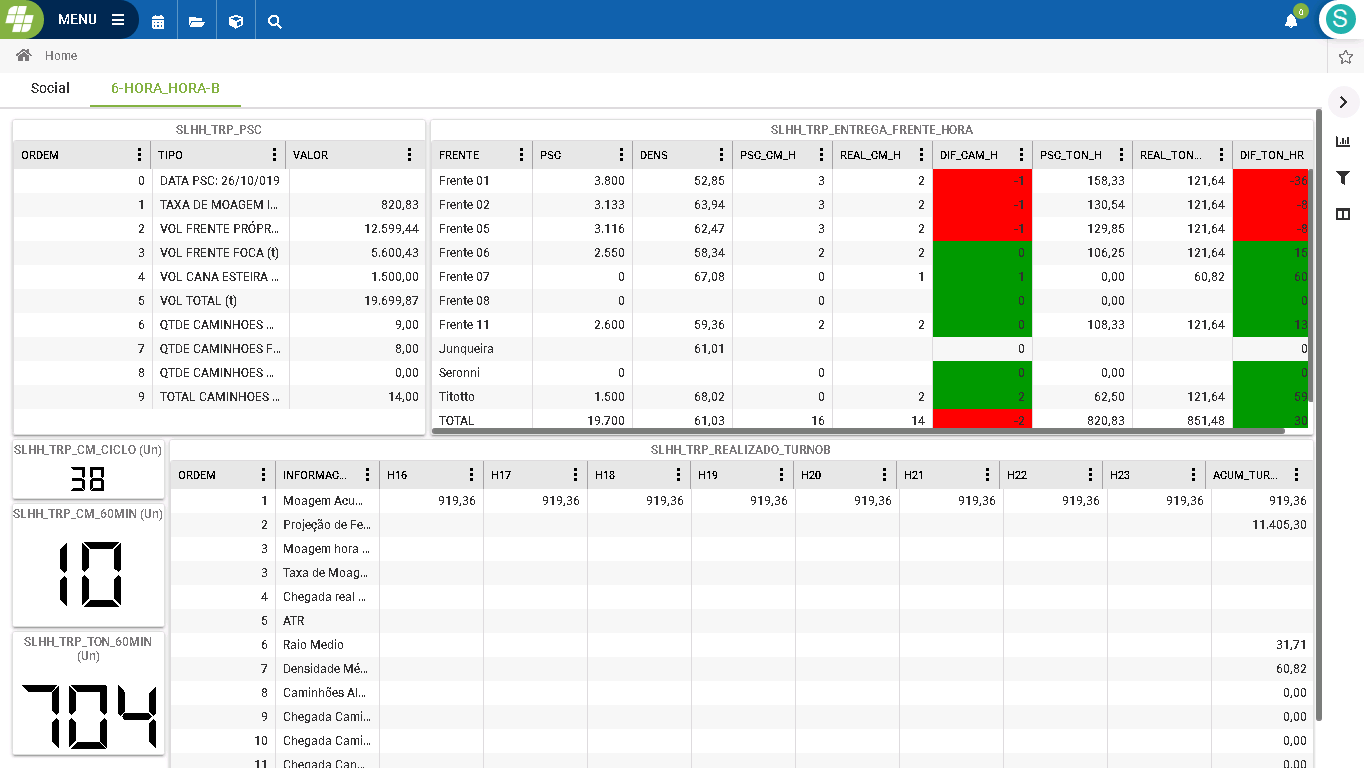 MENU
0
S
Home
Social 6-HORA_HORA-B
SLHH_TRP_PSC
ORDEM TIPO VALOR
0 DATA PSC: 26/10/019
1 TAXA DE MOAGEM I... 820,83
2 VOL FRENTE PRÓPR... 12.599,44
3 VOL FRENTE FOCA (t) 5.600,43
4 VOL CANA ESTEIRA ... 1.500,00
5 VOL TOTAL (t) 19.699,87
6 QTDE CAMINHOES ... 9,00
7 QTDE CAMINHOES F... 8,00
8 QTDE CAMINHOES ... 0,00
9 TOTAL CAMINHOES ... 14,00
SLHH_TRP_ENTREGA_FRENTE_HORA
FRENTE PSC DENS PSC_CM_H REAL_CM_H DIF_CAM_H PSC_TON_H REAL_TON... DIF_TON_HR
Frente 01 3.800 52,85 3 2 -1 158,33 121,64 -36
Frente 02 3.133 63,94 3 2 -1 130,54 121,64 -8
Frente 05 3.116 62,47 3 2 -1 129,85 121,64 -8
Frente 06 2.550 58,34 2 2 0 106,25 121,64 15
Frente 07 0 67,08 0 1 1 0,00 60,82 60
Frente 08 0 0 0 0,00 0
Frente 11 2.600 59,36 2 2 0 108,33 121,64 13
Junqueira 61,01 0 0
Seronni 0 0 0 0,00 0
Titotto 1.500 68,02 0 2 2 62,50 121,64 59
TOTAL 19.700 61,03 16 14 -2 820,83 851,48 30
SLHH_TRP_CM_CICLO (Un)
38
SLHH_TRP_CM_60MIN (Un)
10
SLHH_TRP_TON_60MIN
(Un)
704
SLHH_TRP_REALIZADO_TURNOB
ORDEM INFORMAC... H16 H17 H18 H19 H20 H21 H22 H23 ACUM_TUR...
1 Moagem Acu... 919,36 919,36 919,36 919,36 919,36 919,36 919,36 919,36 919,36
2 Projeção de Fe... 11.405,30
3 Moagem hora ...
3 Taxa de Moag...
4 Chegada real ...
5 ATR
6 Raio Medio 31,71
7 Densidade Mé... 60,82
8 Caminhões Al... 0,00
9 Chegada Cami... 0,00
10 Chegada Cami... 0,00
11 Chegada Can... 0,00